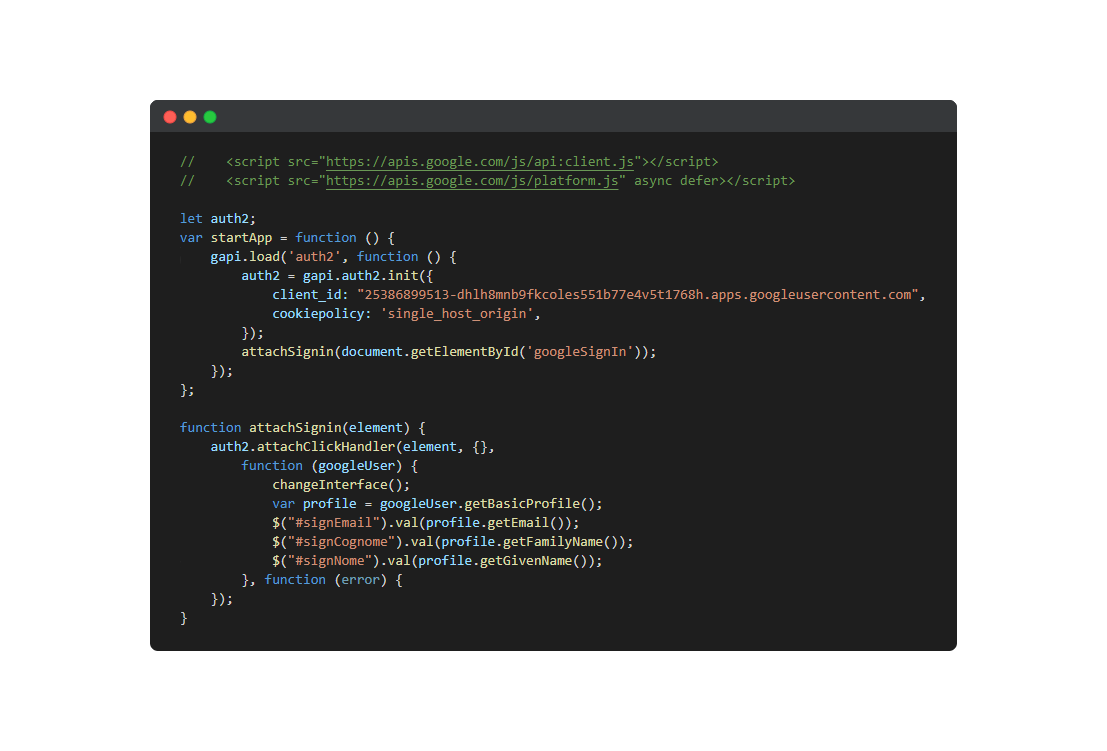 //    <script src="https://apis.google.com/js/api:client.js"></script>
//    <script src="https://apis.google.com/js/platform.js" async defer></script>

let auth2;
var startApp = function () {
    gapi.load('auth2', function () {
        auth2 = gapi.auth2.init({
            client_id: "25386899513-dhlh8mnb9fkcoles551b77e4v5t1768h.apps.googleusercontent.com",
            cookiepolicy: 'single_host_origin',
        });
        attachSignin(document.getElementById('googleSignIn'));
    });
};

function attachSignin(element) {
    auth2.attachClickHandler(element, {},
        function (googleUser) {
            changeInterface();
            var profile = googleUser.getBasicProfile();
            $("#signEmail").val(profile.getEmail());
            $("#signCognome").val(profile.getFamilyName());
            $("#signNome").val(profile.getGivenName());
        }, function (error) {
    });
}